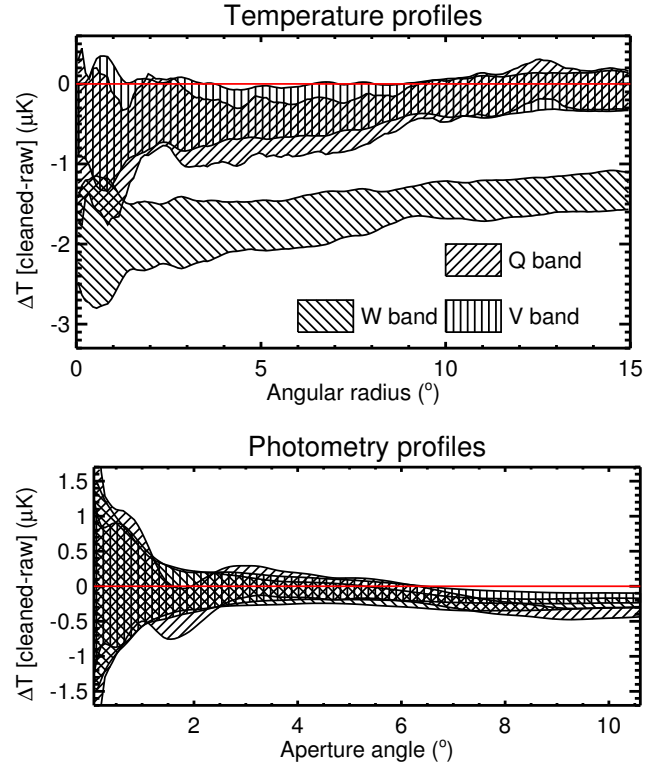 Temperature profiles
ΔT [cleaned-raw] (μK)
0
-1
-2
-3
Q band
W band
V band
0
5
10
15
Angular radius (°)
Photometry profiles
ΔT [cleaned-raw] (μK)
1.5
1
0.5
0
-0.5
-1
-1.5
2
4
6
8
10
Aperture angle (°)